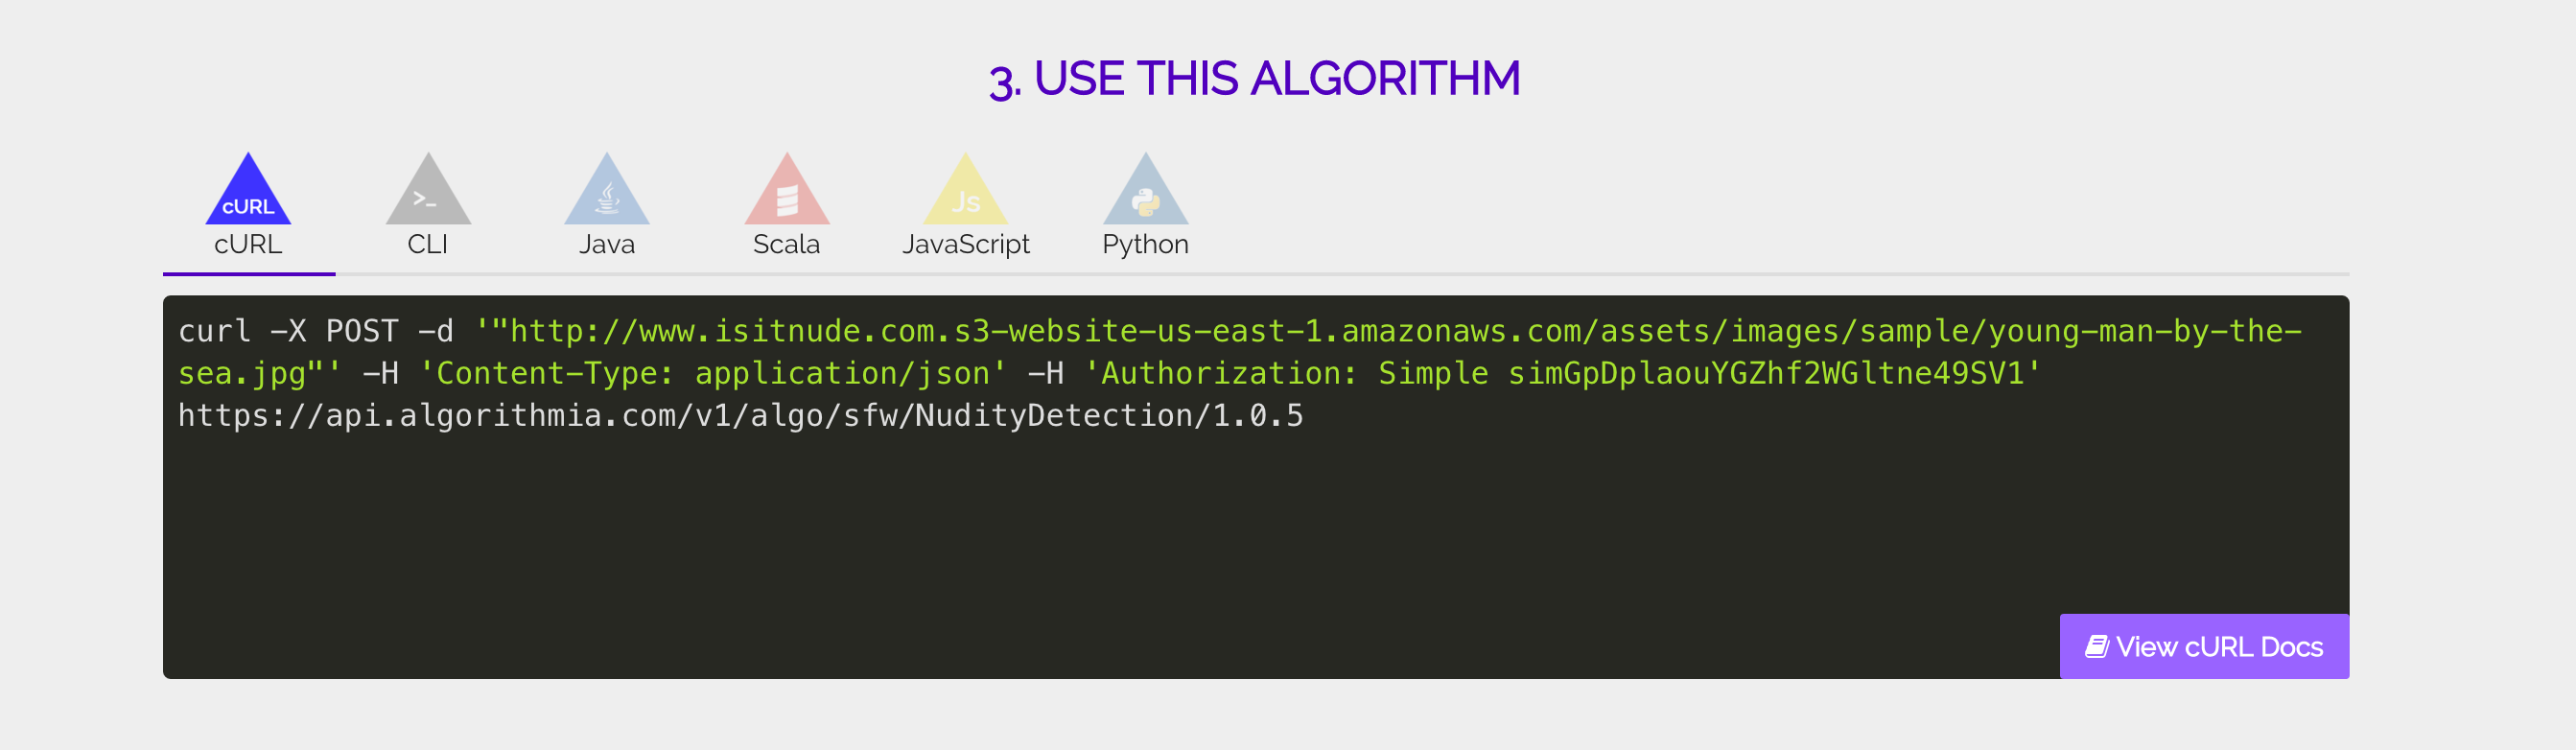 3. USE THIS ALGORITHM
cURL
>_
Js
cURL
CLI
Java
Scala
JavaScript
Python
curl -X POST -d '"http://www.isitnude.com.s3-website-us-east-1.amazonaws.com/assets/images/sample/young-man-by-the-
sea.jpg"' -H 'Content-Type: application/json' -H 'Authorization: Simple simGpDplaouYGZhf2WGltne49SV1'
https://api.algorithmia.com/v1/algo/sfw/NudityDetection/1.0.5
View cURL Docs